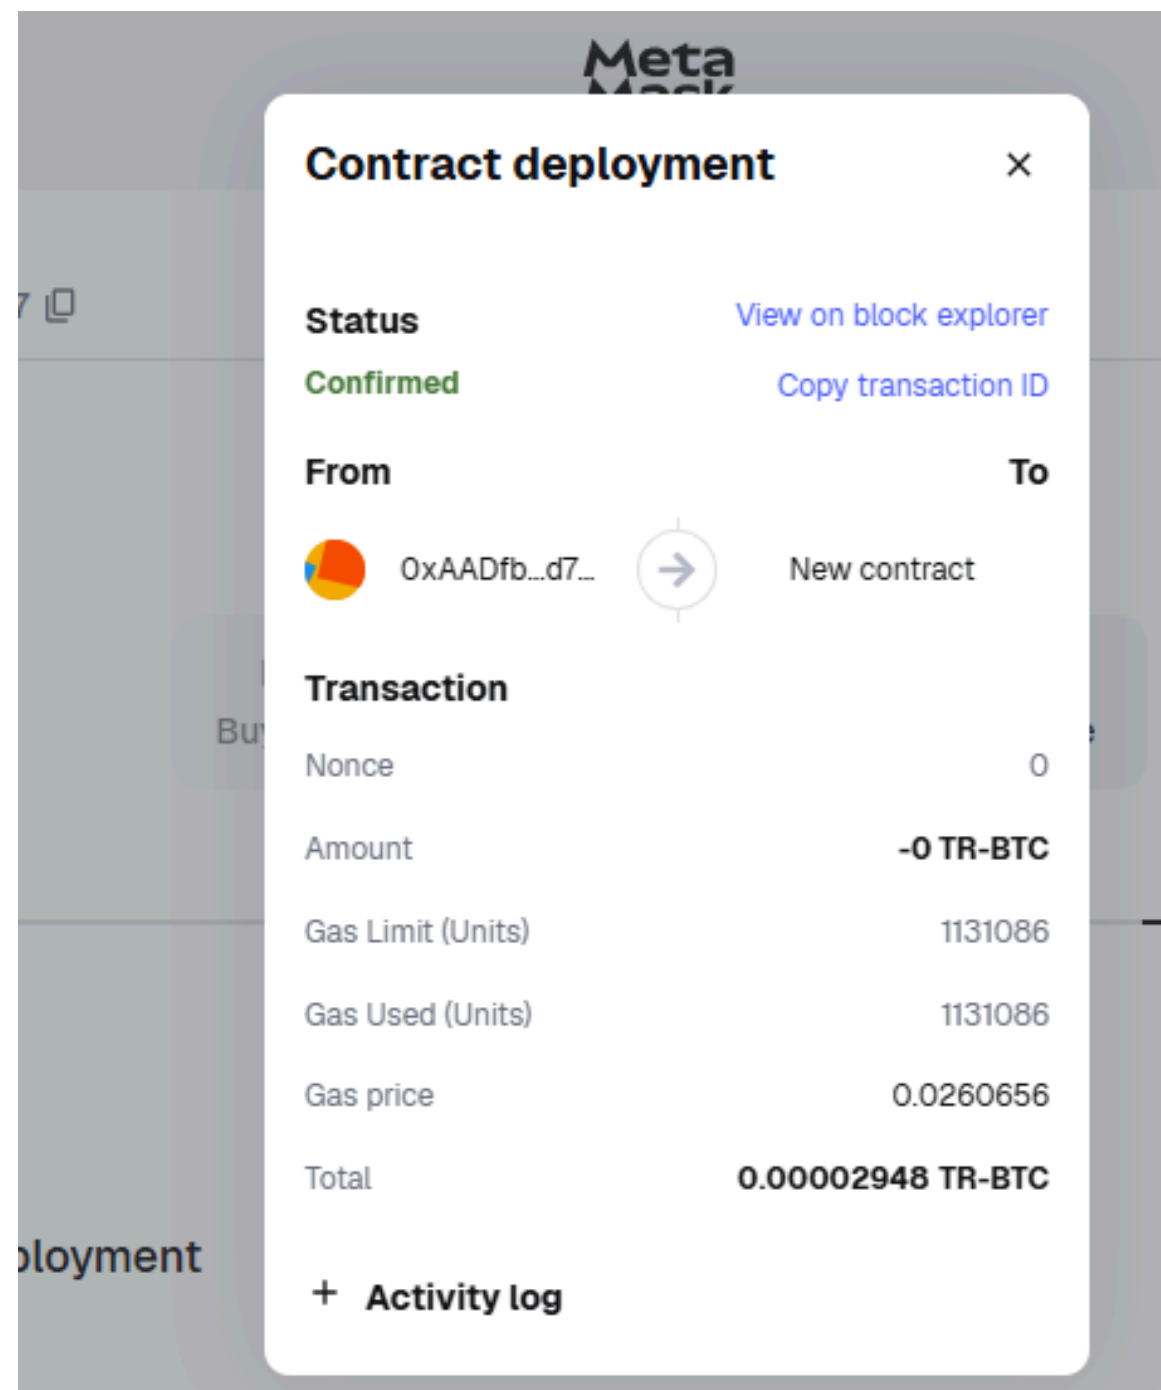 Meta
Mask
Contract deployment
7
Status
View on block explorer
Confirmed
Copy transaction ID
From
To
0xAADfb...d7...
New contract
Transaction
Nonce
0
Amount
-0 TR-BTC
Gas Limit (Units)
1131086
Gas Used (Units)
1131086
Gas price
0.0260656
Total
0.00002948 TR-BTC
ployment
+ Activity log